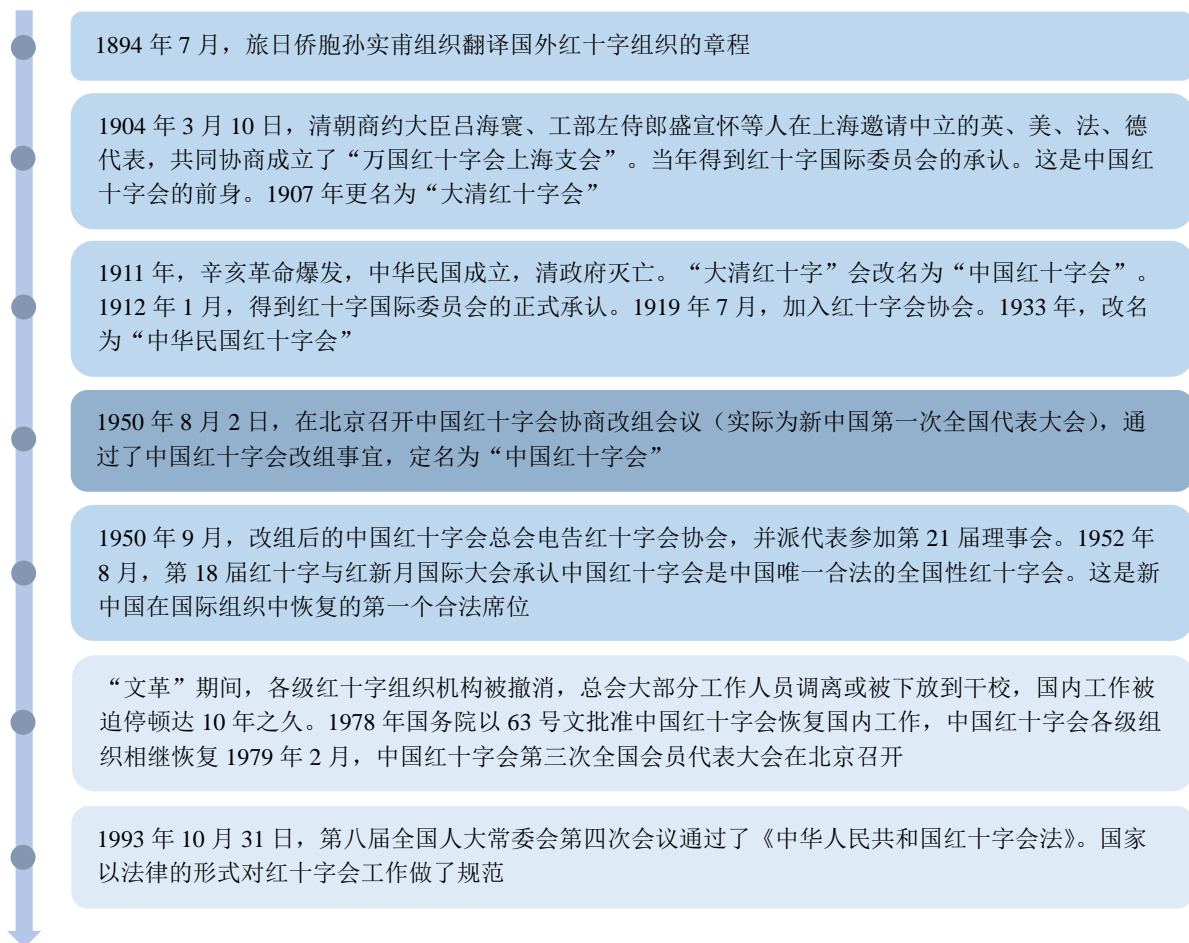 1894 年 7 月，旅日侨胞孙实甫组织翻译国外红十字组织的章程
1904 年 3 月 10 日，清朝商约大臣吕海寰、工部左侍郎盛宣怀等人在上海邀请中立的英、美、法、德
代表，共同协商成立了“万国红十字会上海支会”。当年得到红十字国际委员会的承认。这是中国红
十字会的前身。1907 年更名为“大清红十字会”
1911 年，辛亥革命爆发，中华民国成立，清政府灭亡。“大清红十字”会改名为“中国红十字会”。
1912 年 1 月，得到红十字国际委员会的正式承认。1919 年 7 月，加入红十字会协会。1933 年，改名
为“中华民国红十字会”
1950 年 8 月 2 日，在北京召开中国红十字会协商改组会议（实际为新中国第一次全国代表大会），通
过了中国红十字会改组事宜，定名为“中国红十字会”
1950 年 9 月，改组后的中国红十字会总会电告红十字会协会，并派代表参加第 21 届理事会。1952 年
8 月，第 18 届红十字与红新月国际大会承认中国红十字会是中国唯一合法的全国性红十字会。这是新
中国在国际组织中恢复的第一个合法席位
“文革”期间，各级红十字组织机构被撤消，总会大部分工作人员调离或被下放到干校，国内工作被
迫停顿达 10 年之久。1978 年国务院以 63 号文批准中国红十字会恢复国内工作，中国红十字会各级组
织相继恢复 1979 年 2 月，中国红十字会第三次全国会员代表大会在北京召开
1993 年 10 月 31 日，第八届全国人大常委会第四次会议通过了《中华人民共和国红十字会法》。国家
以法律的形式对红十字会工作做了规范